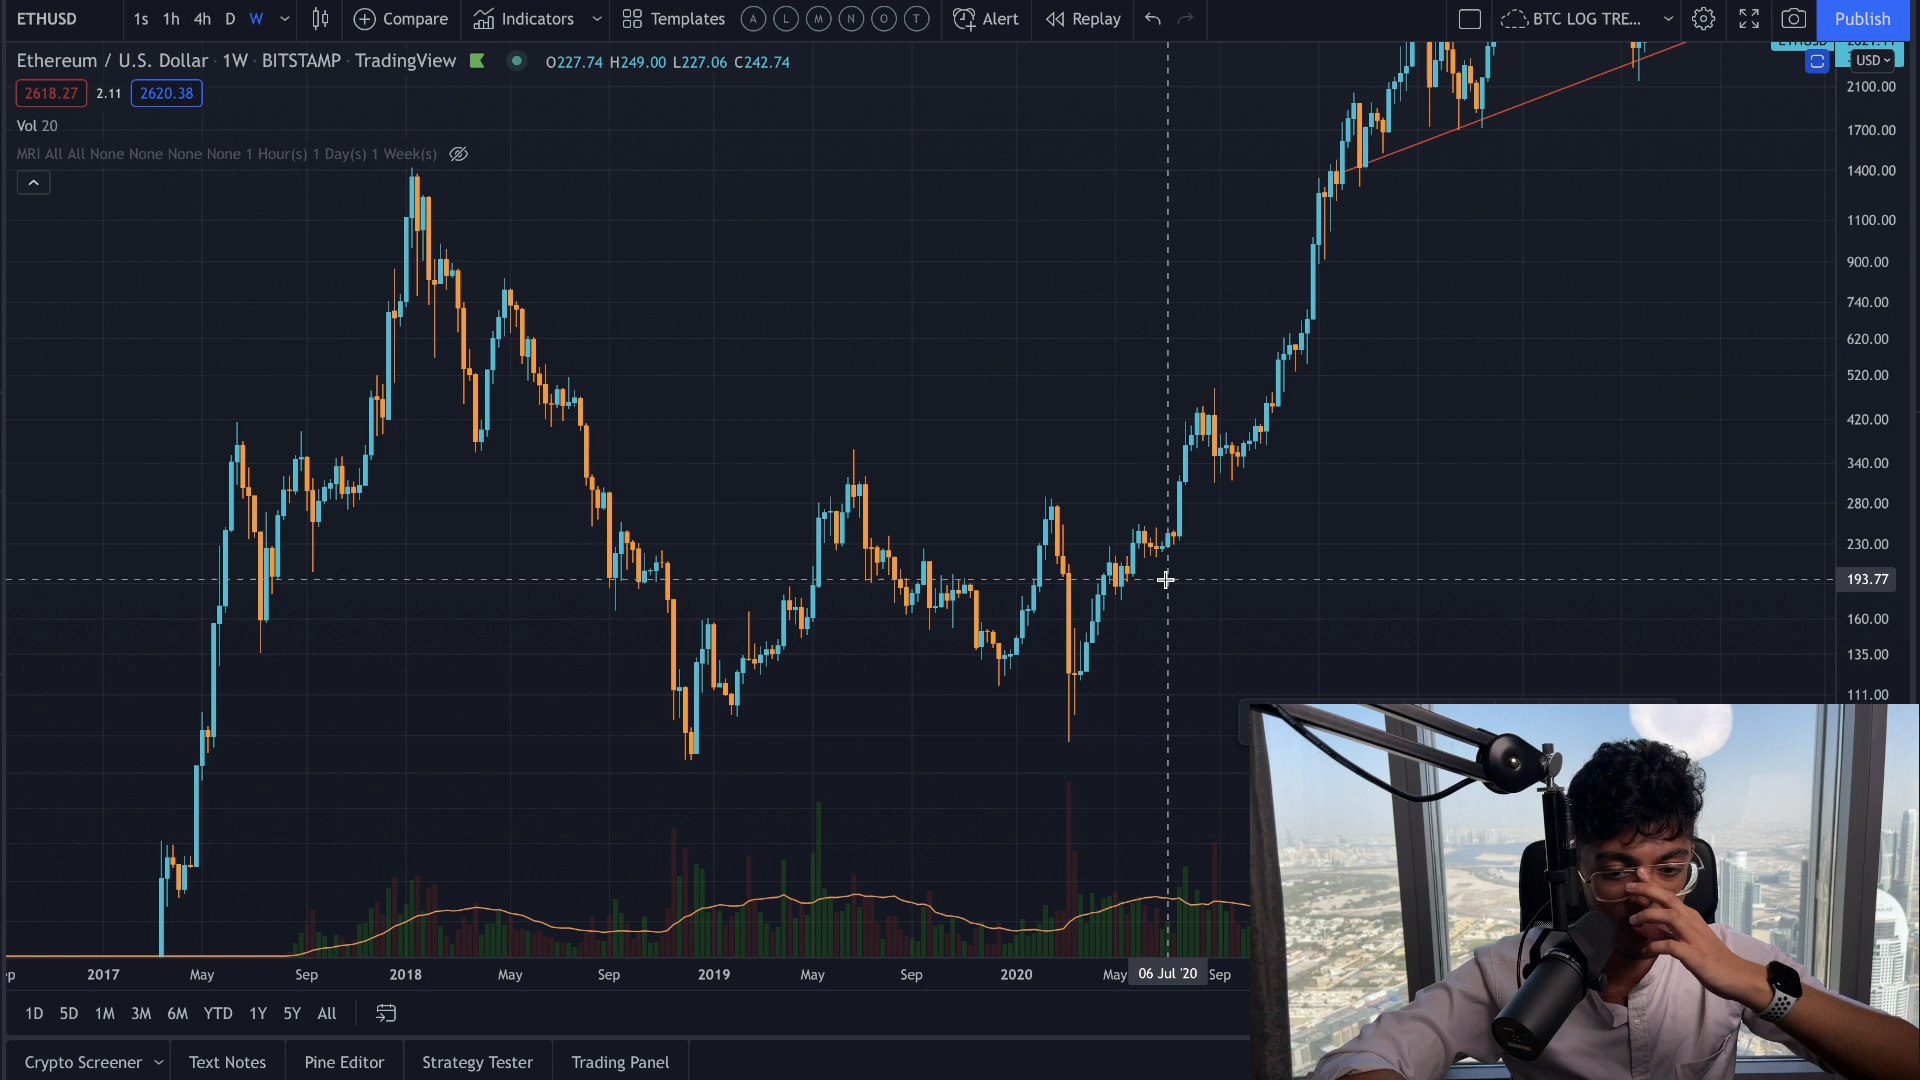 ETHUSD 1s 1h 4h D W Compare Indicators Templates A L M N O T Alert Replay BTC LOG TRE... Publish
Ethereum / U.S. Dollar · 1W · BITSTAMP · TradingView O227.74 H249.00 L227.06 C242.74
USD
2618.27 2.11 2620.38
Vol 20
MRI All All None None None None 1 Hour(s) 1 Day(s) 1 Week(s)
2100.00
1700.00
1400.00
1100.00
900.00
740.00
620.00
520.00
420.00
340.00
280.00
230.00
193.77
160.00
135.00
111.00
2017 May Sep 2018 May Sep 2019 May Sep 2020 May 06 Jul '20 Sep
1D 5D 1M 3M 6M YTD 1Y 5Y All
Crypto Screener Text Notes Pine Editor Strategy Tester Trading Panel